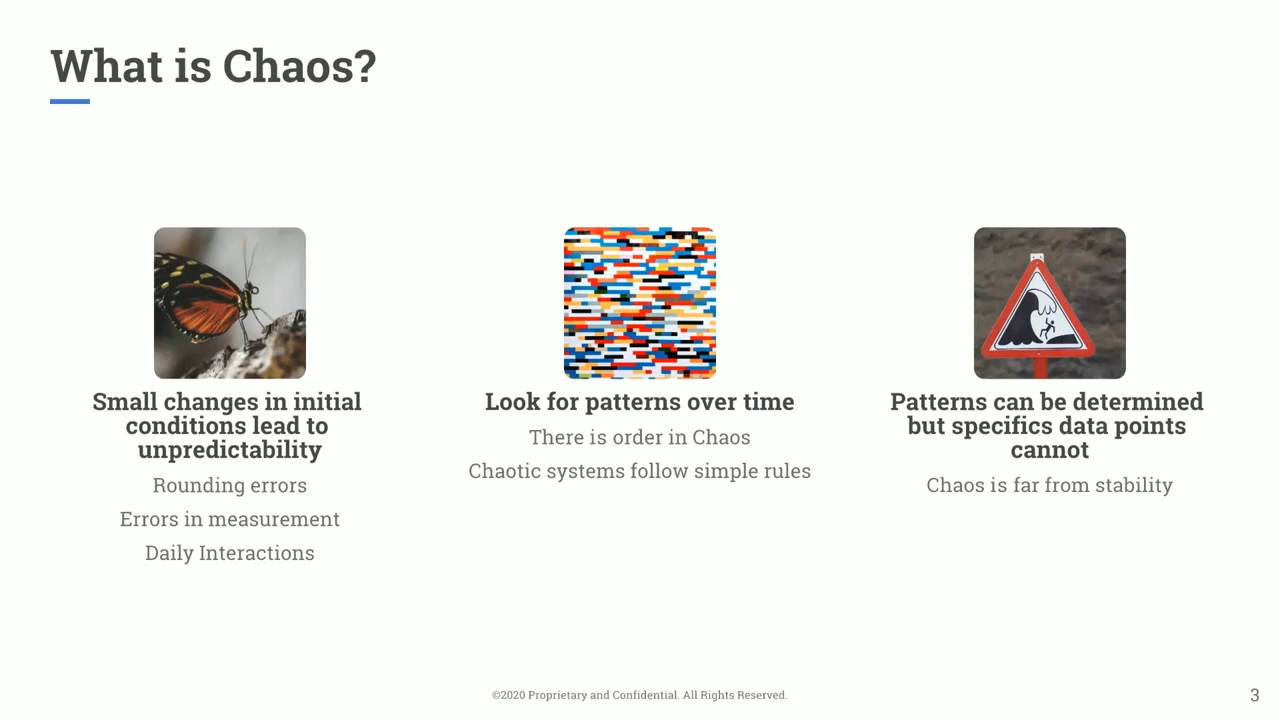 What is Chaos?
Small changes in initial
conditions lead to
unpredictability
Rounding errors
Errors in measurement
Daily Interactions
Look for patterns over time
There is order in Chaos
Chaotic systems follow simple rules
Patterns can be determined
but specifics data points
cannot
Chaos is far from stability
©2020 Proprietary and Confidential. All Rights Reserved.
3